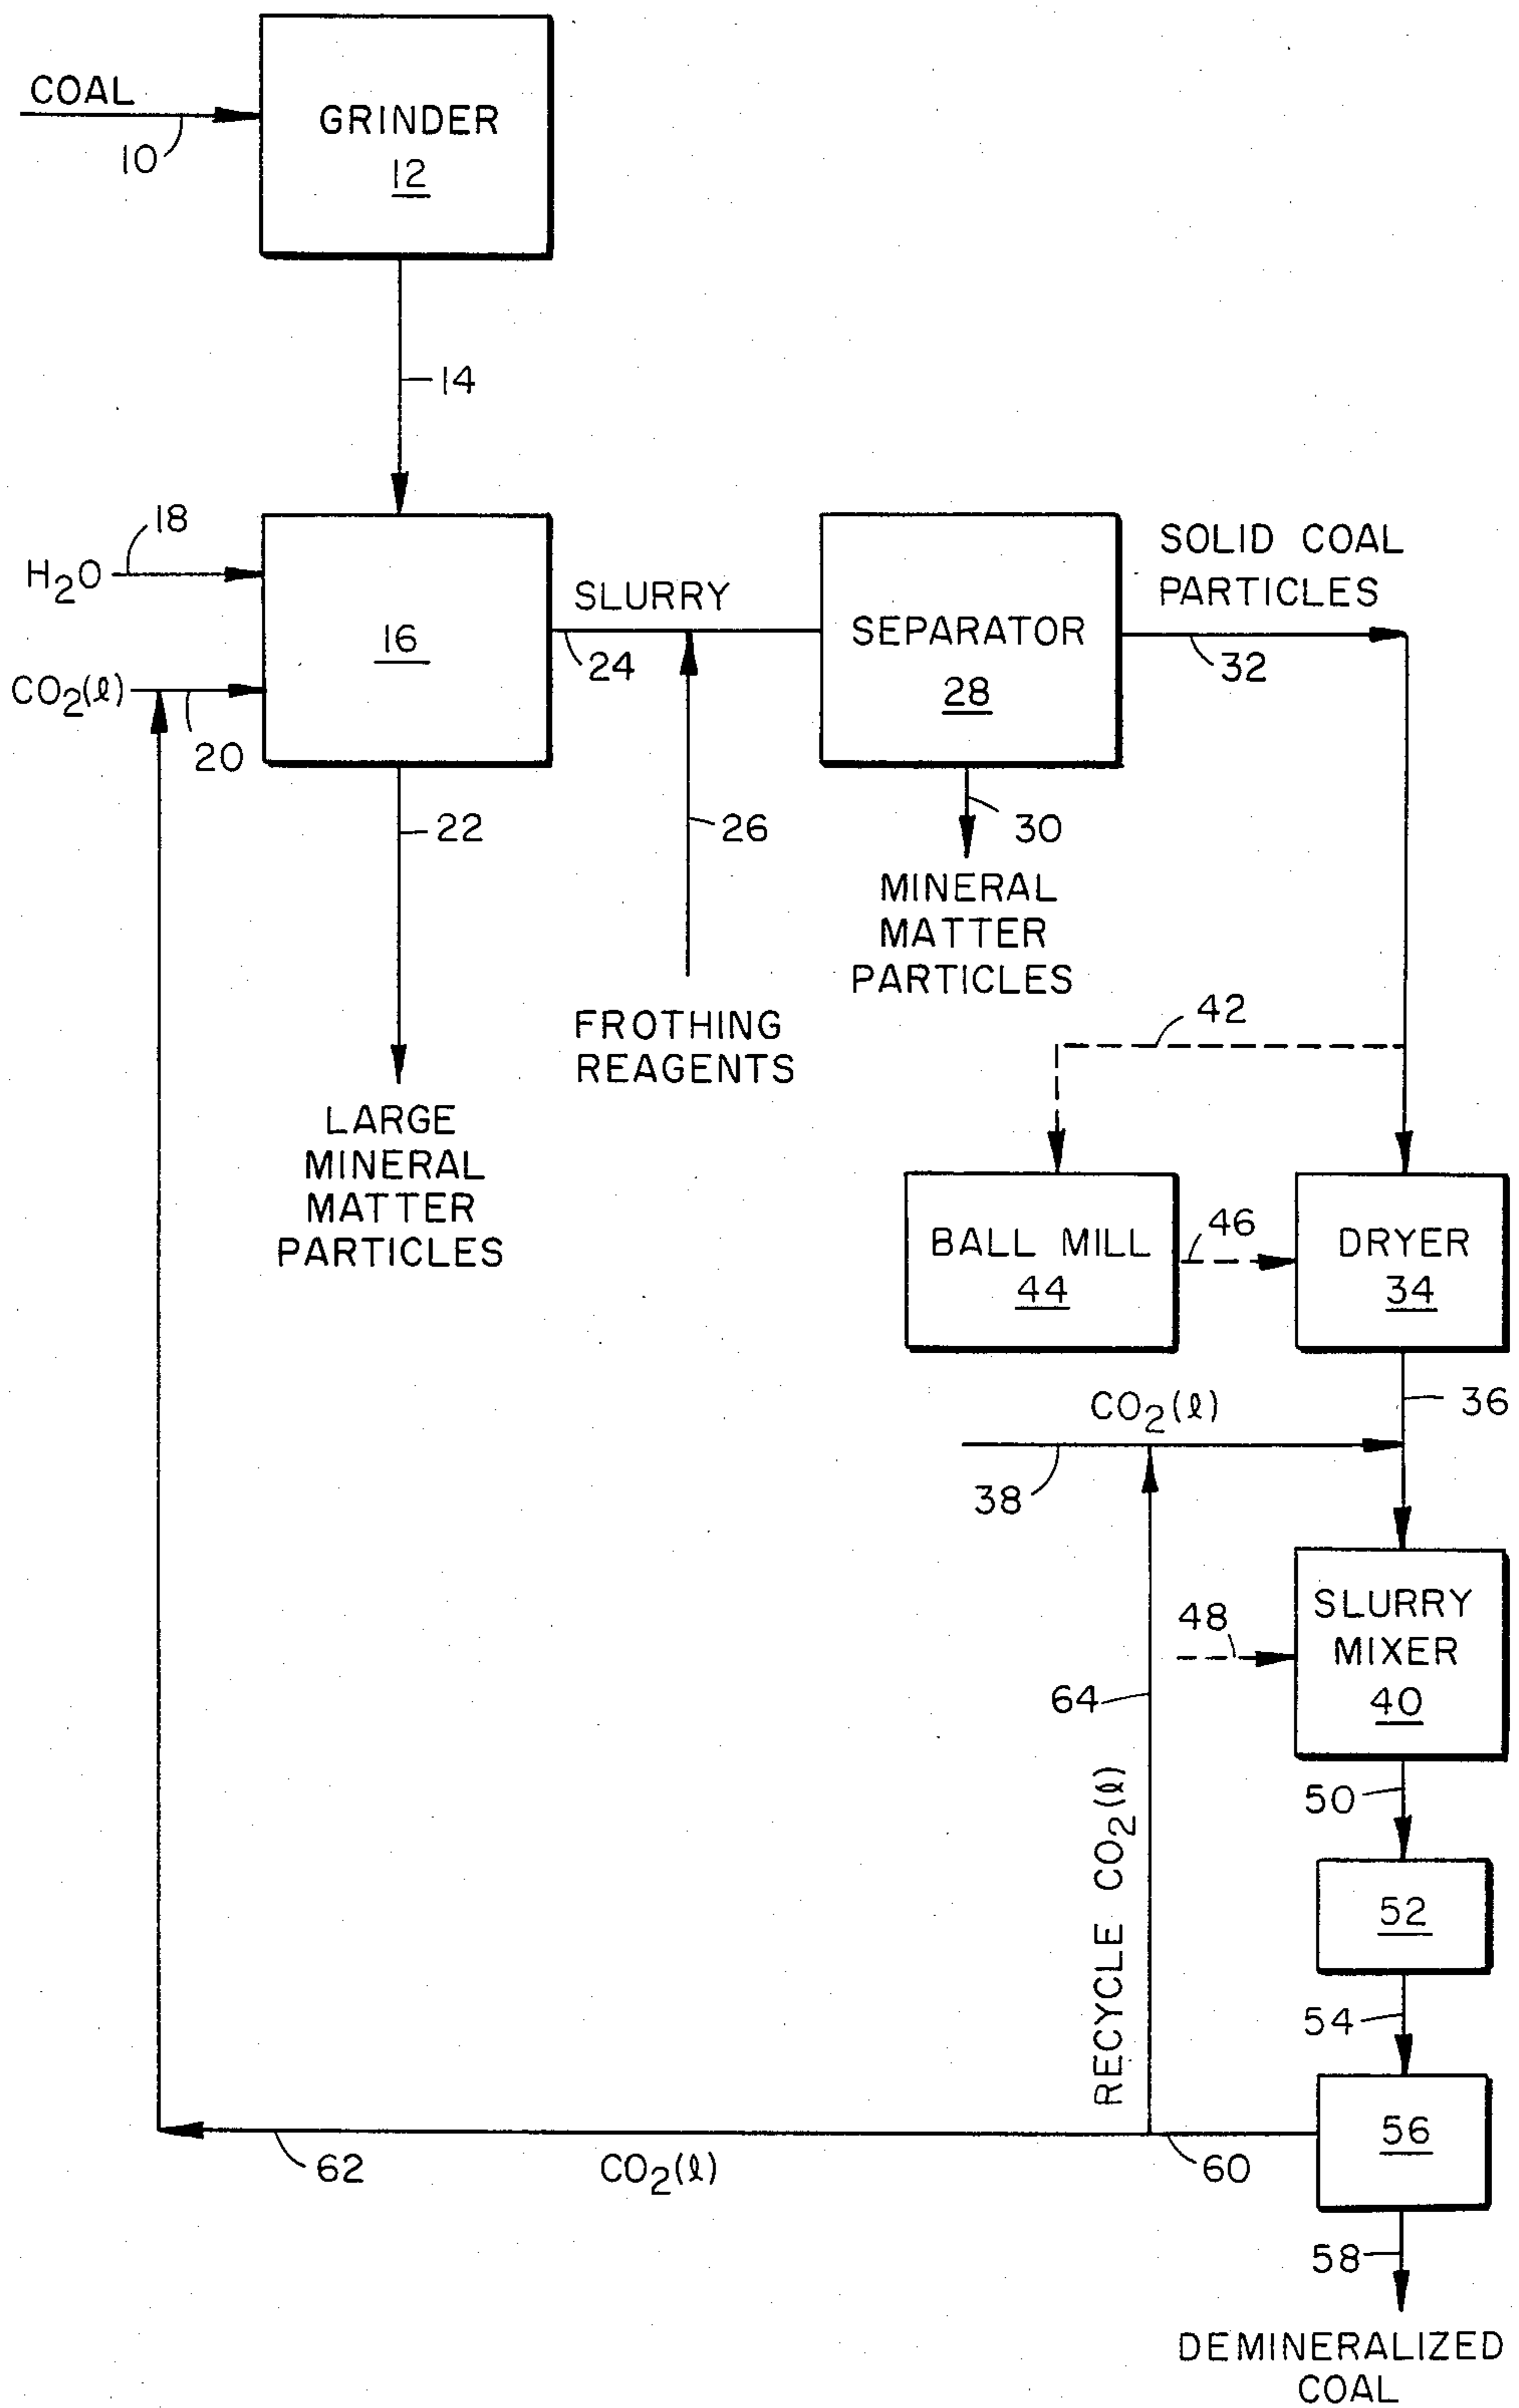 COAL
10
GRINDER
12
14
18
H2O
16
CO2(l)
20
SLURRY
24
SEPARATOR
28
SOLID COAL
PARTICLES
32
22
26
30
MINERAL
MATTER
PARTICLES
FROTHING
REAGENTS
LARGE
MINERAL
MATTER
PARTICLES
42
BALL MILL
44
46
DRYER
34
36
CO2(l)
38
48
SLURRY
MIXER
40
64
RECYCLE CO2(l)
50
52
54
56
62
CO2(l)
60
58
DEMINERALIZED
COAL